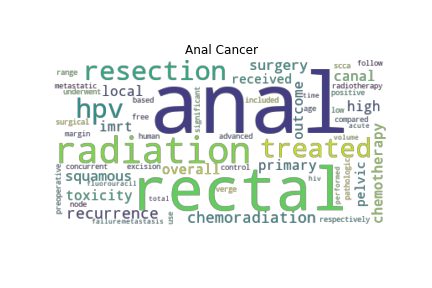 Anal Cancer
range
resection
surgery
scca
follow
metastatic
received
canal
radiotherapy
underwent
local
anal
significant
included
outcome
time
low
positive
hpv
based
age
high
surgical
imrt
free
compared
margin
human
advanced
acute
radiation
treated
volume
chemotherapy
concurrent
excision
control
primary
pelvic
pathologic
squamous
overall
fluorouracil
rectal
hiv
performed
preoperative
toxicity
verge
node
total
recurrence
use
chemoradiation
failure
metastasis
respectively